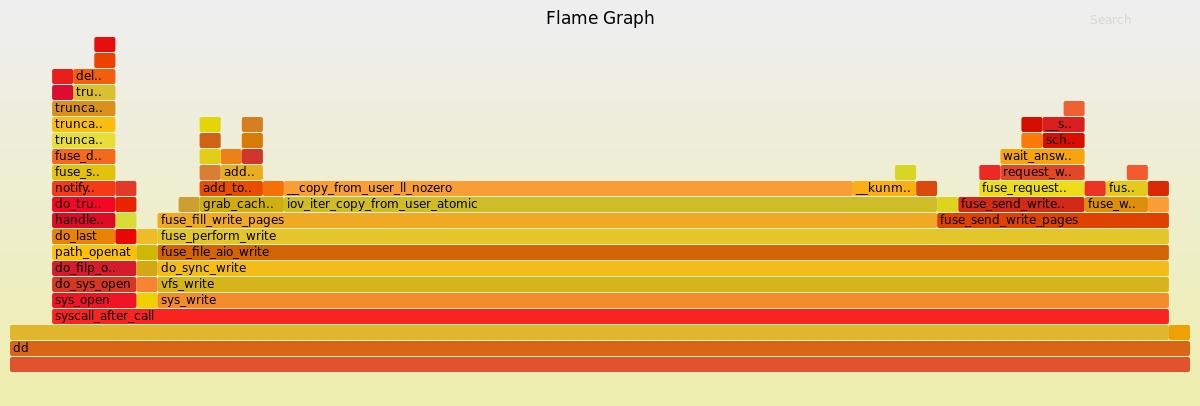 Flame Graph
Search
del..
tru..
trunca..
trunca.. __s..
trunca.. sch..
fuse_d.. wait_answ..
fuse_s.. add.. request_w..
notify.. add_to.. __copy_from_user_ll_nozero __kunm.. fuse_request.. fus..
do_tru.. grab_cach.. iov_iter_copy_from_user_atomic fuse_send_write.. fuse_w..
handle.. fuse_fill_write_pages fuse_send_write_pages
do_last fuse_perform_write
path_openat fuse_file_aio_write
do_filp_o.. do_sync_write
do_sys_open vfs_write
sys_open sys_write
syscall_after_call
dd